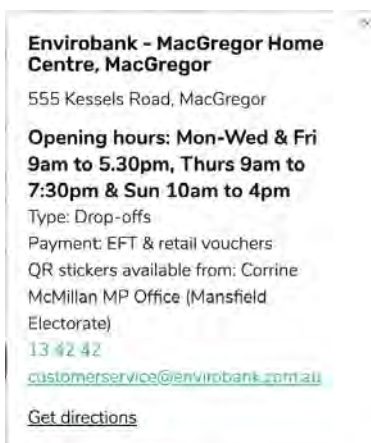 Envirobank - MacGregor Home
Centre, MacGregor
555 Kessels Road, MacGregor
Opening hours: Mon-Wed & Fri
9am to 5.30pm, Thurs 9am to
7:30pm & Sun 10am to 4pm
Type: Drop-offs
Payment: EFT & retail vouchers
QR stickers available from: Corrine
McMillan MP Office (Mansfield
Electorate)
13 42 42
customerservice@envirobank.com.au
Get directions